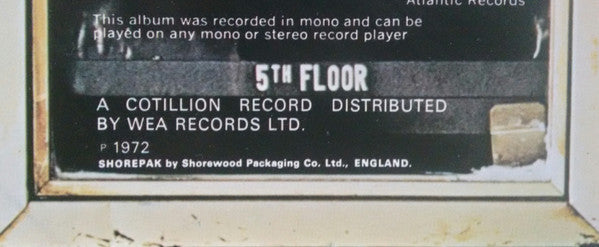 Atlantic Records
This album was recorded in mono and can be
played on any mono or stereo record player
5TH FLOOR
A COTILLION RECORD DISTRIBUTED
BY WEA RECORDS LTD.
℗ 1972
SHOREPAK by Shorewood Packaging Co. Ltd., ENGLAND.